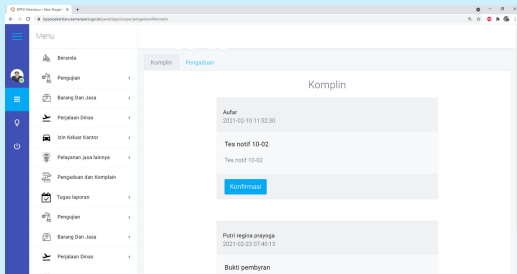 Menu
Beranda
Pengujian
Barang Dan Jasa
Perjalaan Dinas
Izin Keluar Kantor
Pelayanan jasa lainnya
Pengaduan dan Komplain
Tugas laporan
Pengujian
Barang Dan Jasa
Perjalaan Dinas
Komplin
Pengaduan
Komplin
Aufar
2021-02-10 11:52:30
Tes notif 10-02
Tes notif 10-02
Konfirmasi
Putri regina prayoga
2021-02-23 07:40:13
Bukti pembyran